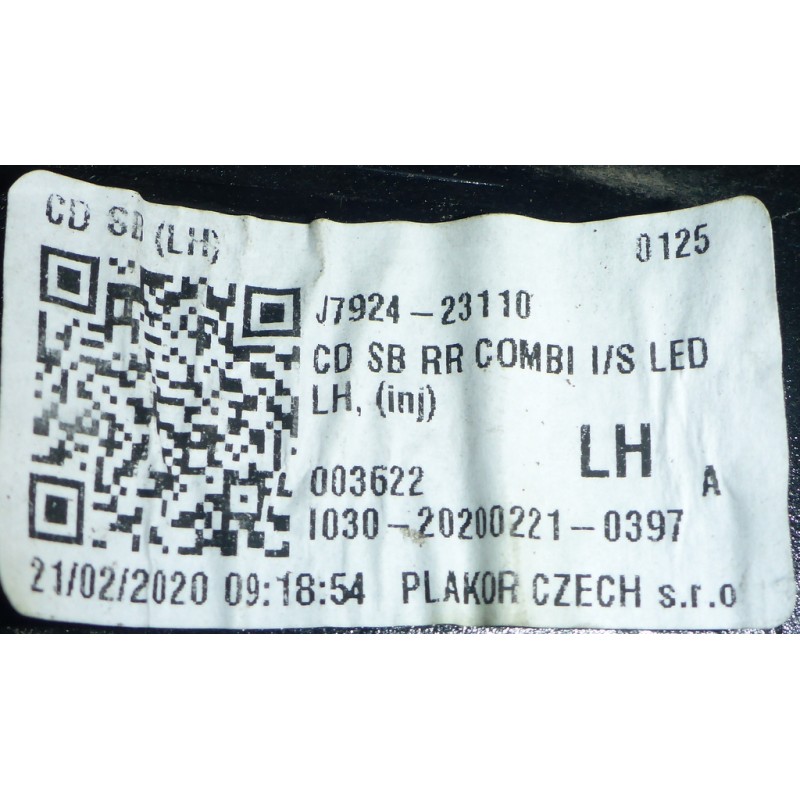 CD SB (LH)
0125
J7924-23110
CD SB RR COMBI I/S LED
LH, (inj)
LH
003622
A
I030-20200221-0397
21/02/2020 09:18:54 PLAKOR CZECH s.r.o